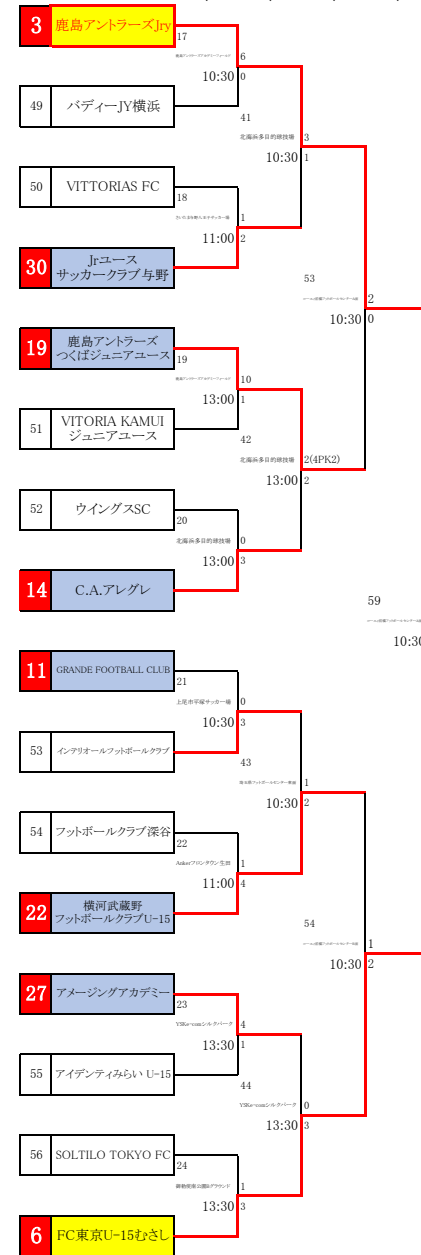 3
鹿島アントラーズJry
17
6
10:30
0
49
バディーJY横浜
41
北海浜多目的球技場
3
10:30
1
50
VITTORIAS FC
18
1
11:00
2
30
Jrユース
サッカークラブ与野
53
2
10:30
0
19
鹿島アントラーズ
つくばジュニアユース
19
10
13:00
1
51
VITORIA KAMUI
ジュニアユース
42
北海浜多目的球技場
2(4PK2)
13:00
2
52
ウイングスSC
20
北海浜多目的球技場
0
13:00
3
14
C.A.アレグレ
59
10:30
11
GRANDE FOOTBALL CLUB
21
上尾市平塚サッカー場
0
10:30
3
53
インテリオールフットボールクラブ
43
1
10:30
2
54
フットボールクラブ深谷
22
Ankerフロンタウン生田
1
11:00
4
22
横河武蔵野
フットボールクラブU-15
54
1
10:30
2
27
アメージングアカデミー
23
YSKe-comシルクパーク
4
13:30
1
55
アイデンティみらい U-15
44
YSKe-comシルクパーク
0
13:30
3
56
SOLTILO TOKYO FC
24
1
13:30
3
6
FC東京U-15むさし